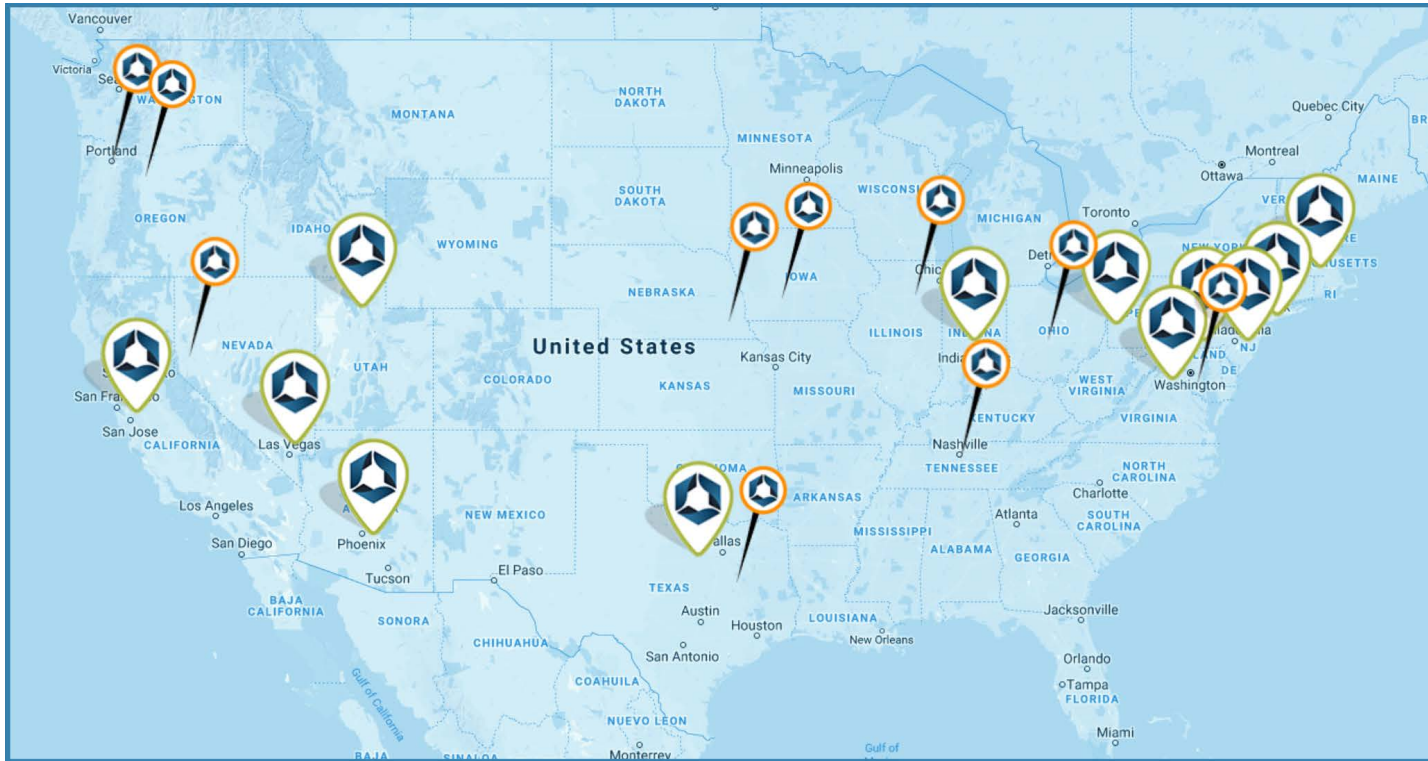 Vancouver
Victoria
WASHINGTON
Portland
OREGON
IDAHO
MONTANA
WYOMING
NORTH
DAKOTA
SOUTH
DAKOTA
MINNESOTA
Minneapolis
WISCONSIN
MICHIGAN
IOWA
NEBRASKA
ILLINOIS
INDIANA
OHIO
Toronto
Ottawa
Montreal
Quebec City
MAINE
RI
NJ
DE
Washington
WEST
VIRGINIA
VIRGINIA
KENTUCKY
Nashville
TENNESSEE
NORTH
CAROLINA
Charlotte
SOUTH
CAROLINA
Atlanta
GEORGIA
ALABAMA
MISSISSIPPI
ARKANSAS
MISSOURI
Kansas City
KANSAS
United States
COLORADO
UTAH
NEVADA
San Jose
CALIFORNIA
Las Vegas
Los Angeles
San Diego
Phoenix
Tucson
NEW MEXICO
El Paso
TEXAS
Austin
Houston
San Antonio
LOUISIANA
New Orleans
Jacksonville
Orlando
Tampa
FLORIDA
Miami
BAJA
CALIFORNIA
SONORA
CHIHUAHUA
COAHUILA
NUEVO LEON
Monterrey
Gulf of California
BAJA
SINALOA
Gulf of